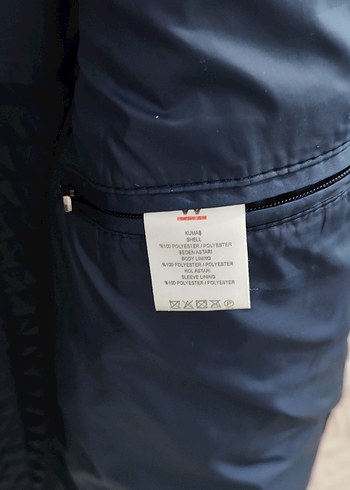 KUMAŞ
SHELL
%100 POLYESTER / POLYESTER
BEDEN ASTARI
BODY LINING
%100 POLYESTER / POLYESTER
KOL ASTARI
SLEEVE LINING
%100 POLYESTER / POLYESTER